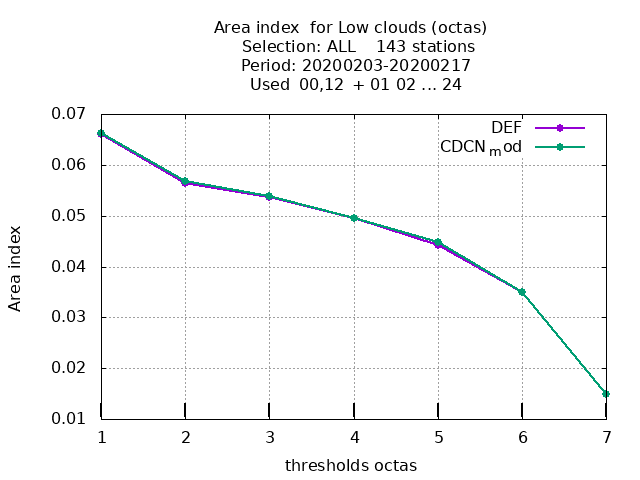 Area index  for Low clouds (octas)
Selection: ALL    143 stations
Period: 20200203-20200217
Used  00,12  + 01 02 ... 24
0.07
DEF
CDCNmod
0.06
0.05
0.04
0.03
0.02
0.01
Area index
1 2 3 4 5 6 7
thresholds octas